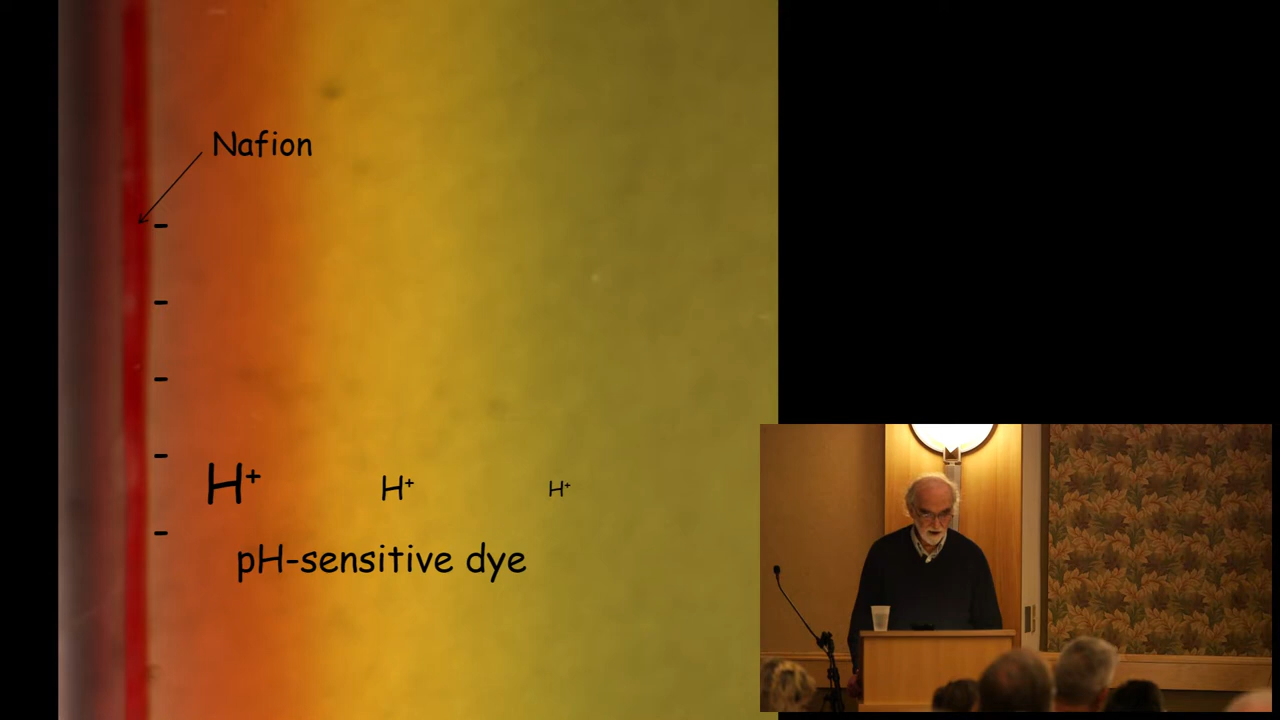 Nafion
H⁺ H⁺ H⁺
pH-sensitive dye